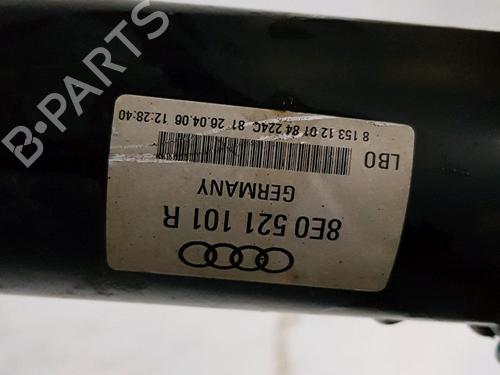 8E0 521 101 R
GERMANY
LB0
8 153 12 01 84 224C 81 26.04.06 12:28:40
B-PARTS